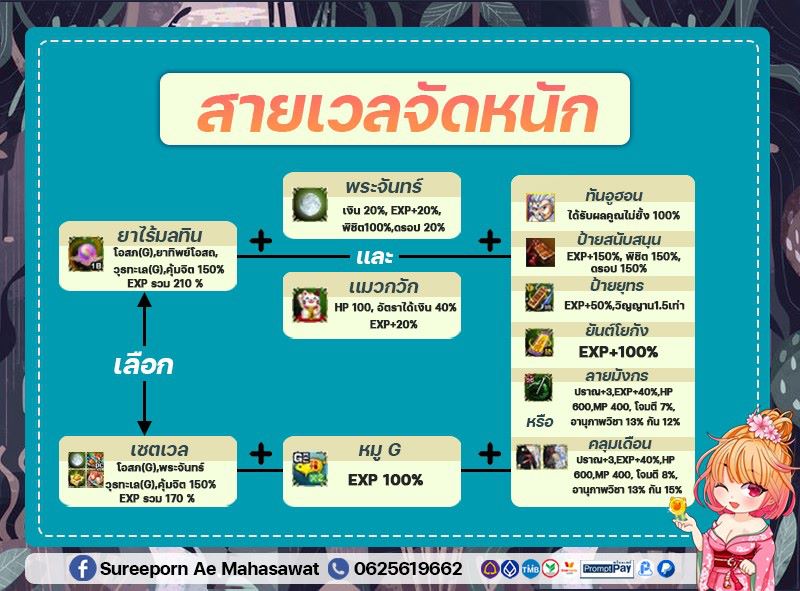 สายเวลจัดหนัก
ยาไร้มลทิน
18
โอสภ(G),ยาทิพย์โอสถ,
วูรทะเล(G),คุ้มจิต 150%
EXP รวม 210 %
พระจันทร์
เงิน 20%, EXP+20%,
พิชิต100%,ดรอป 20%
และ
แมวกวัก
HP 100, อัตราได้เงิน 40%
EXP+20%
ทันอูฮอน
ได้รับผลคูณไม่ยั้ง 100%
ป้ายสนับสนุน
EXP+150%, พิชิต 150%,
ดรอป 150%
ป้ายยุทธ
EXP+50%,วิญญาน1.5เท่า
ยันต์โยกัง
EXP+100%
ลายมังกร
ปราณ+3,EXP+40%,HP
600,MP 400, โจมตี 7%,
อานุภาพวิชา 13% กัน 12%
หรือ
คลุมเดือน
ปราณ+3,EXP+40%,HP
600,MP 400, โจมตี 8%,
อานุภาพวิชา 13% กัน 15%
เลือก
เซตเวล
โอสภ(G),พระจันทร์
วูรทะเล(G),คุ้มจิต 150%
EXP รวม 170 %
หมู G
EXP 100%
Sureeporn Ae Mahasawat
0625619662
TMB
PromptPay